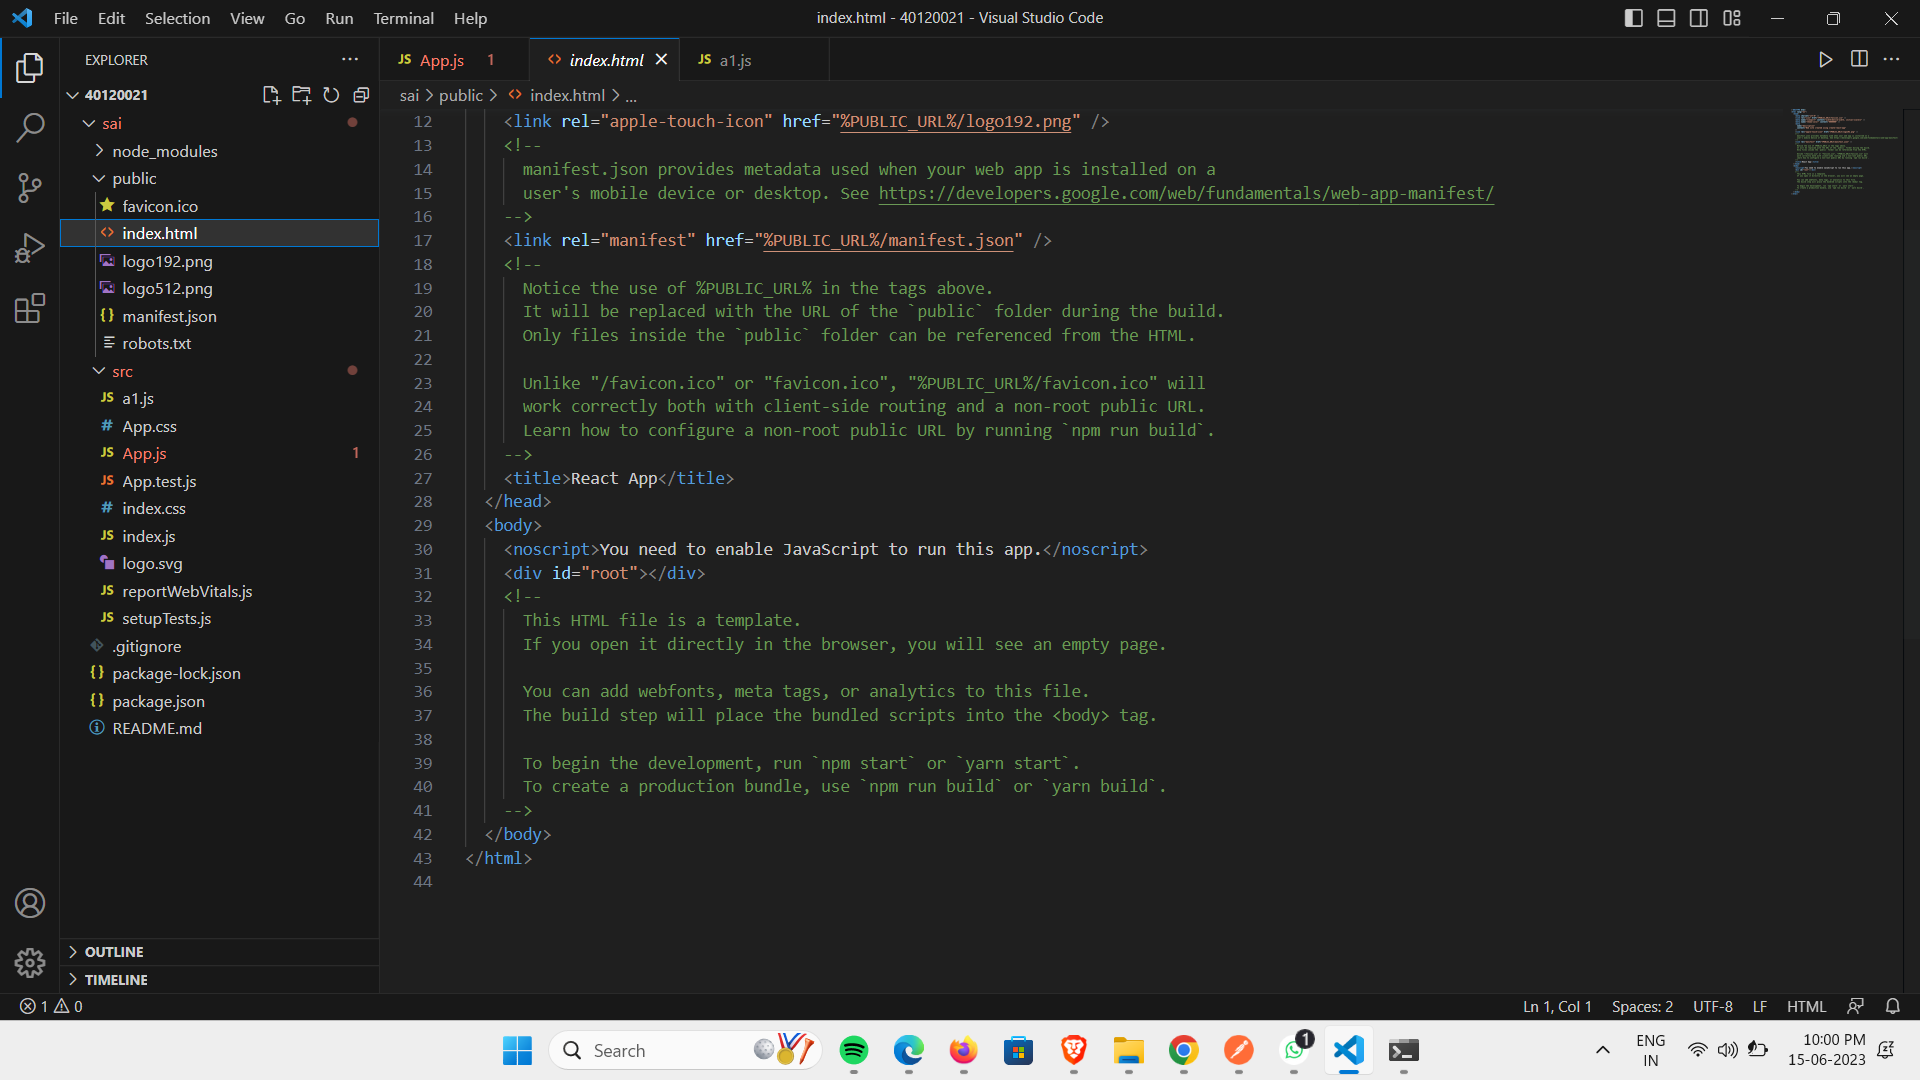 File Edit Selection View Go Run Terminal Help
index.html - 40120021 - Visual Studio Code
EXPLORER
40120021
sai
node_modules
public
favicon.ico
index.html
logo192.png
logo512.png
manifest.json
robots.txt
src
a1.js
App.css
App.js 1
App.test.js
index.css
index.js
logo.svg
reportWebVitals.js
setupTests.js
.gitignore
package-lock.json
package.json
README.md
OUTLINE
TIMELINE
JS App.js 1 <> index.html JS a1.js
sai > public > <> index.html > ...
12 <link rel="apple-touch-icon" href="%PUBLIC_URL%/logo192.png" />
13 <!--
14 manifest.json provides metadata used when your web app is installed on a
15 user's mobile device or desktop. See https://developers.google.com/web/fundamentals/web-app-manifest/
16 -->
17 <link rel="manifest" href="%PUBLIC_URL%/manifest.json" />
18 <!--
19 Notice the use of %PUBLIC_URL% in the tags above.
20 It will be replaced with the URL of the `public` folder during the build.
21 Only files inside the `public` folder can be referenced from the HTML.
22
23 Unlike "/favicon.ico" or "favicon.ico", "%PUBLIC_URL%/favicon.ico" will
24 work correctly both with client-side routing and a non-root public URL.
25 Learn how to configure a non-root public URL by running `npm run build`.
26 -->
27 <title>React App</title>
28 </head>
29 <body>
30 <noscript>You need to enable JavaScript to run this app.</noscript>
31 <div id="root"></div>
32 <!--
33 This HTML file is a template.
34 If you open it directly in the browser, you will see an empty page.
35
36 You can add webfonts, meta tags, or analytics to this file.
37 The build step will place the bundled scripts into the <body> tag.
38
39 To begin the development, run `npm start` or `yarn start`.
40 To create a production bundle, use `npm run build` or `yarn build`.
41 -->
42 </body>
43 </html>
44
1 0
Ln 1, Col 1 Spaces: 2 UTF-8 LF HTML
Search
1
ENG
IN
10:00 PM
15-06-2023